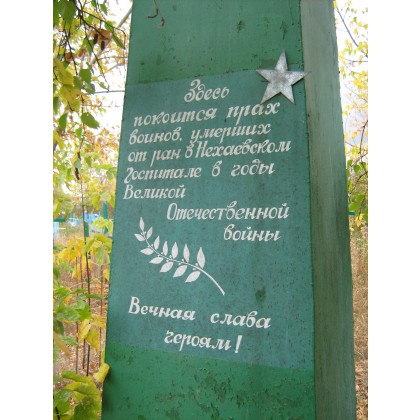 Здесь
покоится прах
воинов, умерших
от ран в Нехаевском
госпитале в годы
Великой
Отечественной
войны
Вечная слава
героям!